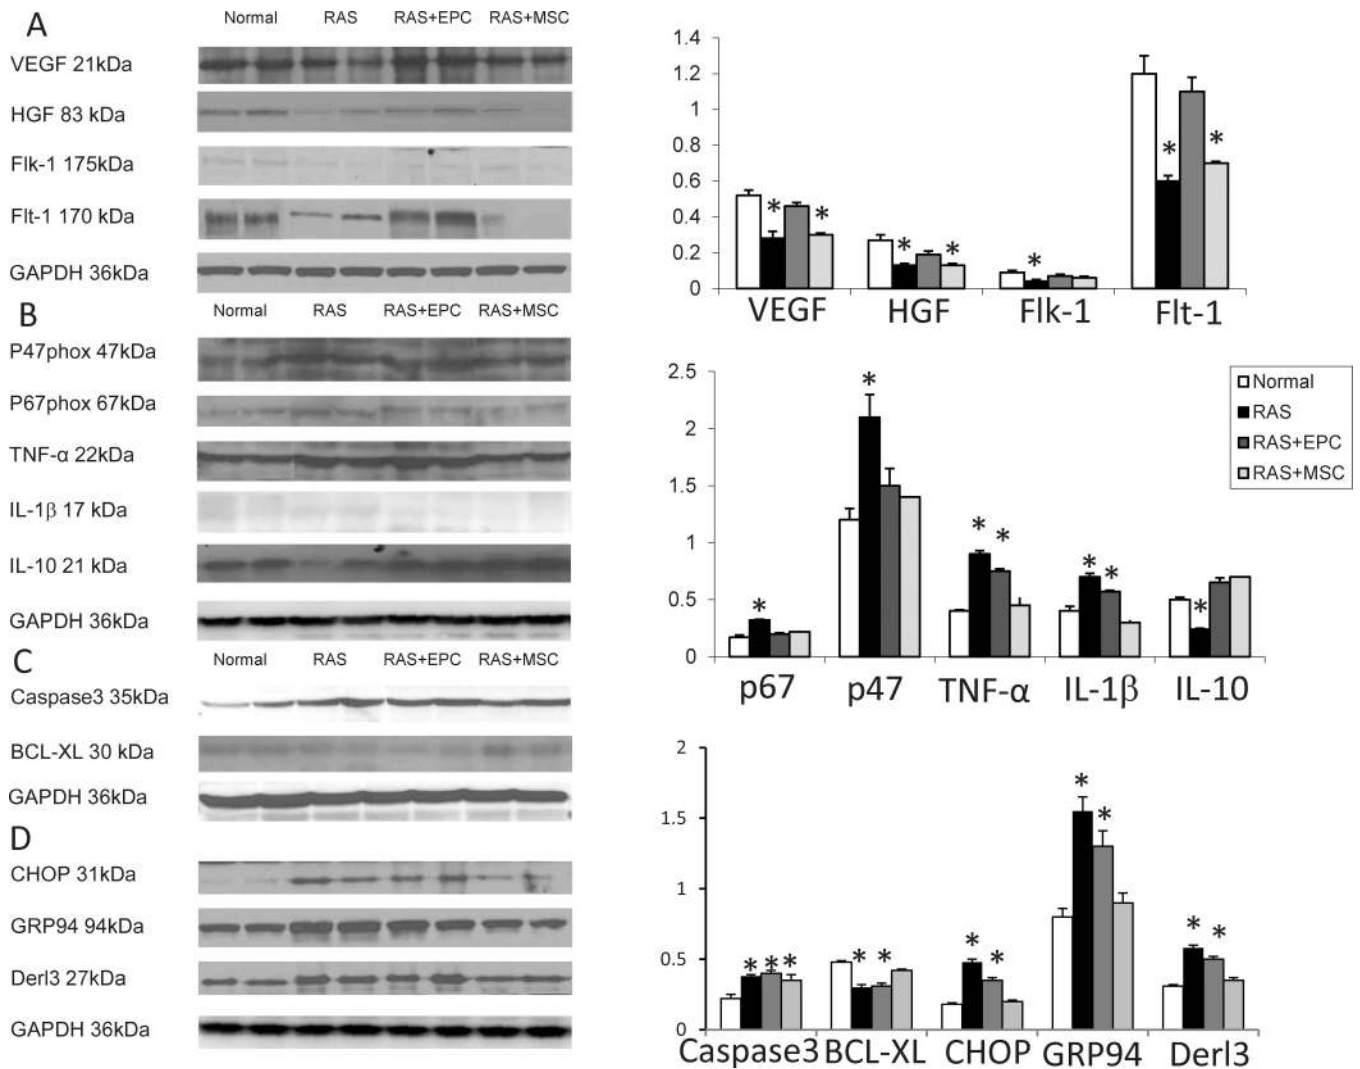 A
Normal RAS RAS+EPC RAS+MSC
VEGF 21kDa
HGF 83 kDa
Flk-1 175kDa
Flt-1 170 kDa
GAPDH 36kDa
B
Normal RAS RAS+EPC RAS+MSC
P47phox 47kDa
P67phox 67kDa
TNF-α 22kDa
IL-1β 17 kDa
IL-10 21 kDa
GAPDH 36kDa
C
Normal RAS RAS+EPC RAS+MSC
Caspase3 35kDa
BCL-XL 30 kDa
GAPDH 36kDa
D
CHOP 31kDa
GRP94 94kDa
Derl3 27kDa
GAPDH 36kDa
1.4
1.2
1
0.8
0.6
0.4
0.2
0
* * * * * * *
VEGF HGF Flk-1 Flt-1
2.5
2
1.5
1
0.5
0
* * * * * * *
p67 p47 TNF-α IL-1β IL-10
Normal
RAS
RAS+EPC
RAS+MSC
2
1.5
1
0.5
0
* * * * * * * * * * *
Caspase3 BCL-XL CHOP GRP94 Derl3